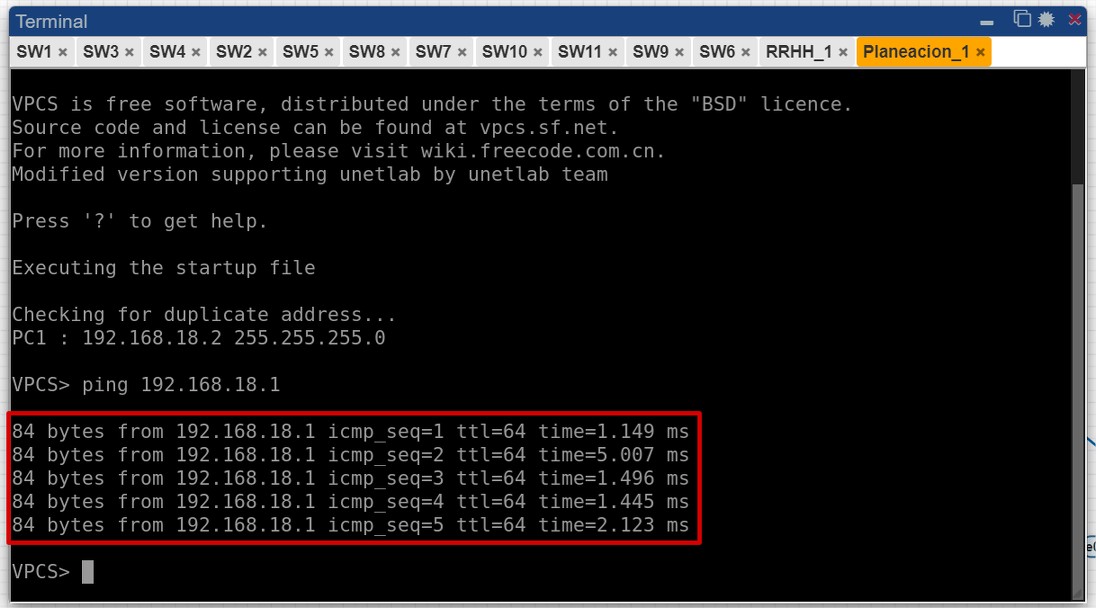 Terminal
SW1 × SW3 × SW4 × SW2 × SW5 × SW8 × SW7 × SW10 × SW11 × SW9 × SW6 × RRHH_1 × Planeacion_1 ×
VPCS is free software, distributed under the terms of the "BSD" licence.
Source code and license can be found at vpcs.sf.net.
For more information, please visit wiki.freecode.com.cn.
Modified version supporting unetlab by unetlab team
Press '?' to get help.
Executing the startup file
Checking for duplicate address...
PC1 : 192.168.18.2 255.255.255.0
VPCS> ping 192.168.18.1
84 bytes from 192.168.18.1 icmp_seq=1 ttl=64 time=1.149 ms
84 bytes from 192.168.18.1 icmp_seq=2 ttl=64 time=5.007 ms
84 bytes from 192.168.18.1 icmp_seq=3 ttl=64 time=1.496 ms
84 bytes from 192.168.18.1 icmp_seq=4 ttl=64 time=1.445 ms
84 bytes from 192.168.18.1 icmp_seq=5 ttl=64 time=2.123 ms
VPCS>